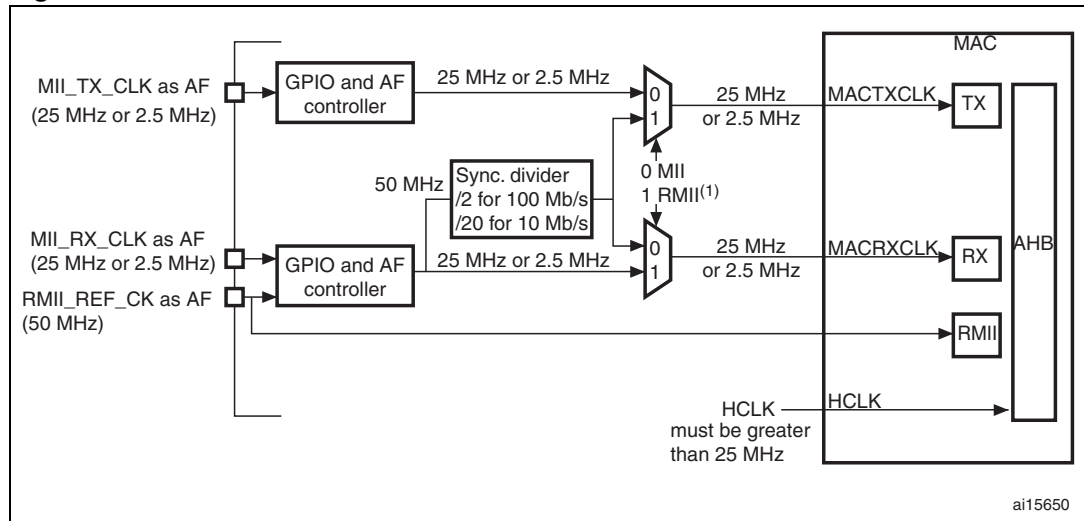 MAC
MII_TX_CLK as AF
(25 MHz or 2.5 MHz)
GPIO and AF
controller
25 MHz or 2.5 MHz
0
1
25 MHz
or 2.5 MHz
MACTXCLK
TX
50 MHz
Sync. divider
/2 for 100 Mb/s
/20 for 10 Mb/s
0 MII
1 RMII(1)
MII_RX_CLK as AF
(25 MHz or 2.5 MHz)
RMII_REF_CK as AF
(50 MHz)
GPIO and AF
controller
25 MHz or 2.5 MHz
0
1
25 MHz
or 2.5 MHz
MACRXCLK
RX
AHB
RMII
HCLK
must be greater
than 25 MHz
HCLK
ai15650